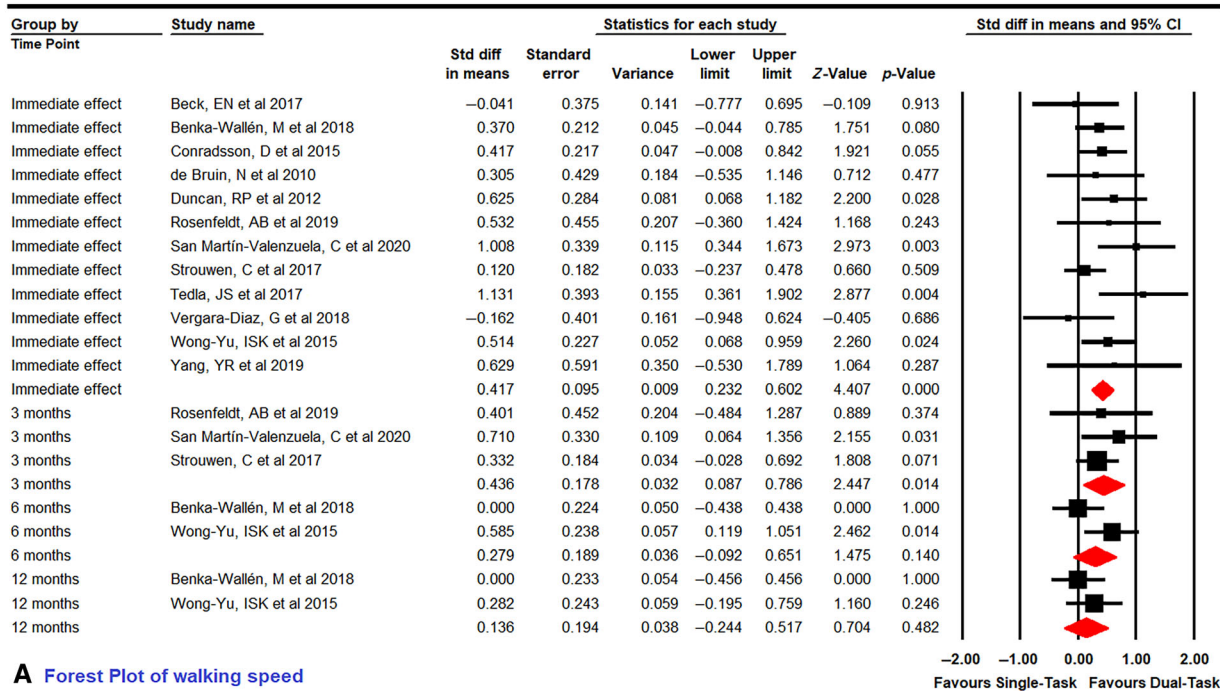 Group by Study name Statistics for each study Std diff in means and 95% CI
Time Point
Std diff in means Standard error Variance Lower limit Upper limit Z-Value p-Value
Immediate effect Beck, EN et al 2017 −0.041 0.375 0.141 −0.777 0.695 −0.109 0.913
Immediate effect Benka-Wallén, M et al 2018 0.370 0.212 0.045 −0.044 0.785 1.751 0.080
Immediate effect Conradsson, D et al 2015 0.417 0.217 0.047 −0.008 0.842 1.921 0.055
Immediate effect de Bruin, N et al 2010 0.305 0.429 0.184 −0.535 1.146 0.712 0.477
Immediate effect Duncan, RP et al 2012 0.625 0.284 0.081 0.068 1.182 2.200 0.028
Immediate effect Rosenfeldt, AB et al 2019 0.532 0.455 0.207 −0.360 1.424 1.168 0.243
Immediate effect San Martín-Valenzuela, C et al 2020 1.008 0.339 0.115 0.344 1.673 2.973 0.003
Immediate effect Strouwen, C et al 2017 0.120 0.182 0.033 −0.237 0.478 0.660 0.509
Immediate effect Tedla, JS et al 2017 1.131 0.393 0.155 0.361 1.902 2.877 0.004
Immediate effect Vergara-Diaz, G et al 2018 −0.162 0.401 0.161 −0.948 0.624 −0.405 0.686
Immediate effect Wong-Yu, ISK et al 2015 0.514 0.227 0.052 0.068 0.959 2.260 0.024
Immediate effect Yang, YR et al 2019 0.629 0.591 0.350 −0.530 1.789 1.064 0.287
Immediate effect 0.417 0.095 0.009 0.232 0.602 4.407 0.000
3 months Rosenfeldt, AB et al 2019 0.401 0.452 0.204 −0.484 1.287 0.889 0.374
3 months San Martín-Valenzuela, C et al 2020 0.710 0.330 0.109 0.064 1.356 2.155 0.031
3 months Strouwen, C et al 2017 0.332 0.184 0.034 −0.028 0.692 1.808 0.071
3 months 0.436 0.178 0.032 0.087 0.786 2.447 0.014
6 months Benka-Wallén, M et al 2018 0.000 0.224 0.050 −0.438 0.438 0.000 1.000
6 months Wong-Yu, ISK et al 2015 0.585 0.238 0.057 0.119 1.051 2.462 0.014
6 months 0.279 0.189 0.036 −0.092 0.651 1.475 0.140
12 months Benka-Wallén, M et al 2018 0.000 0.233 0.054 −0.456 0.456 0.000 1.000
12 months Wong-Yu, ISK et al 2015 0.282 0.243 0.059 −0.195 0.759 1.160 0.246
12 months 0.136 0.194 0.038 −0.244 0.517 0.704 0.482
−2.00 −1.00 0.00 1.00 2.00
Favours Single-Task Favours Dual-Task
A Forest Plot of walking speed